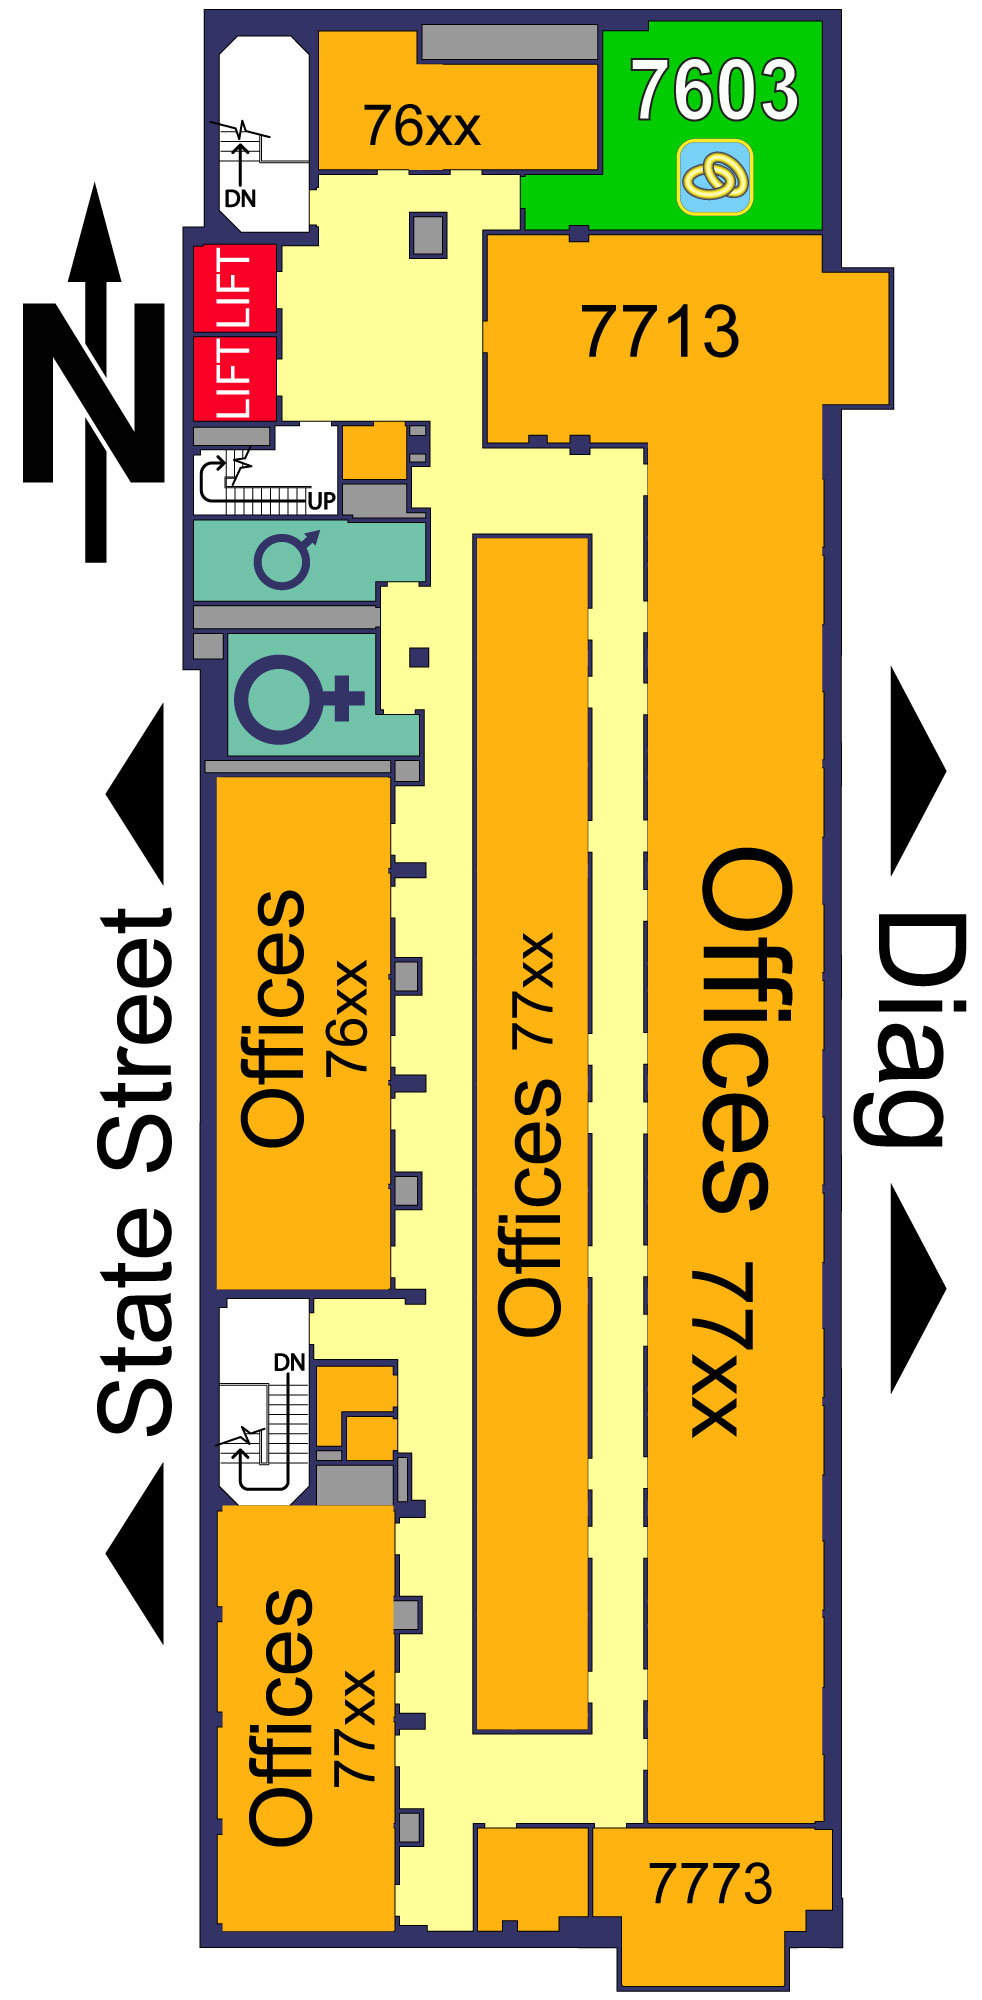 7603
76xx
DN
LIFT
7713
N
LIFT
UP
Offices
76xx
Offices 77xx
Offices 77xx
State Street
Diag
DN
Offices
77xx
7773